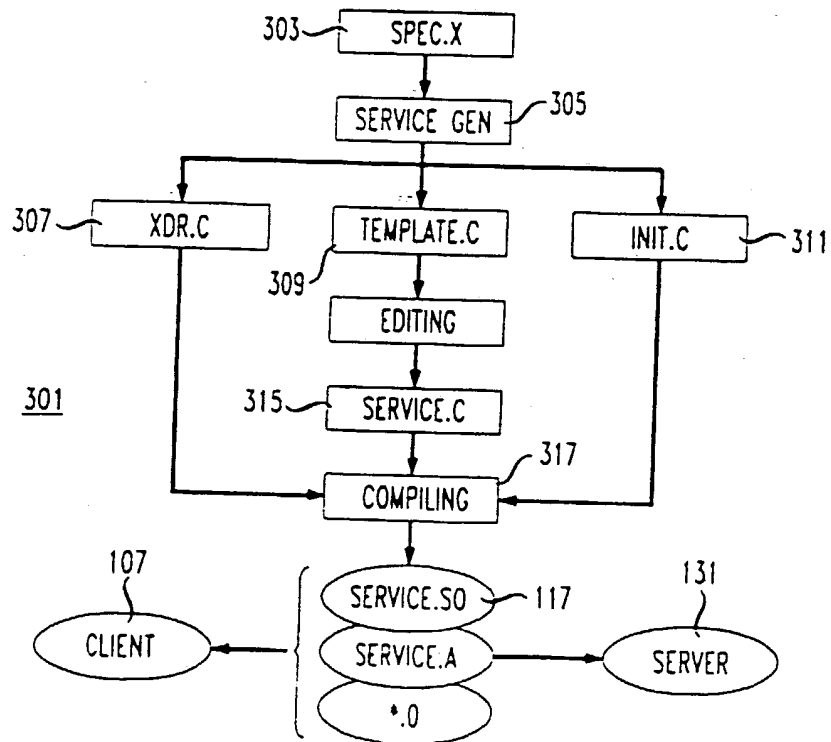 303
SPEC.X
SERVICE GEN
305
307
XDR.C
TEMPLATE.C
309
INIT.C
311
EDITING
301
315
SERVICE.C
317
COMPILING
107
CLIENT
SERVICE.SO
117
SERVICE.A
*.O
131
SERVER